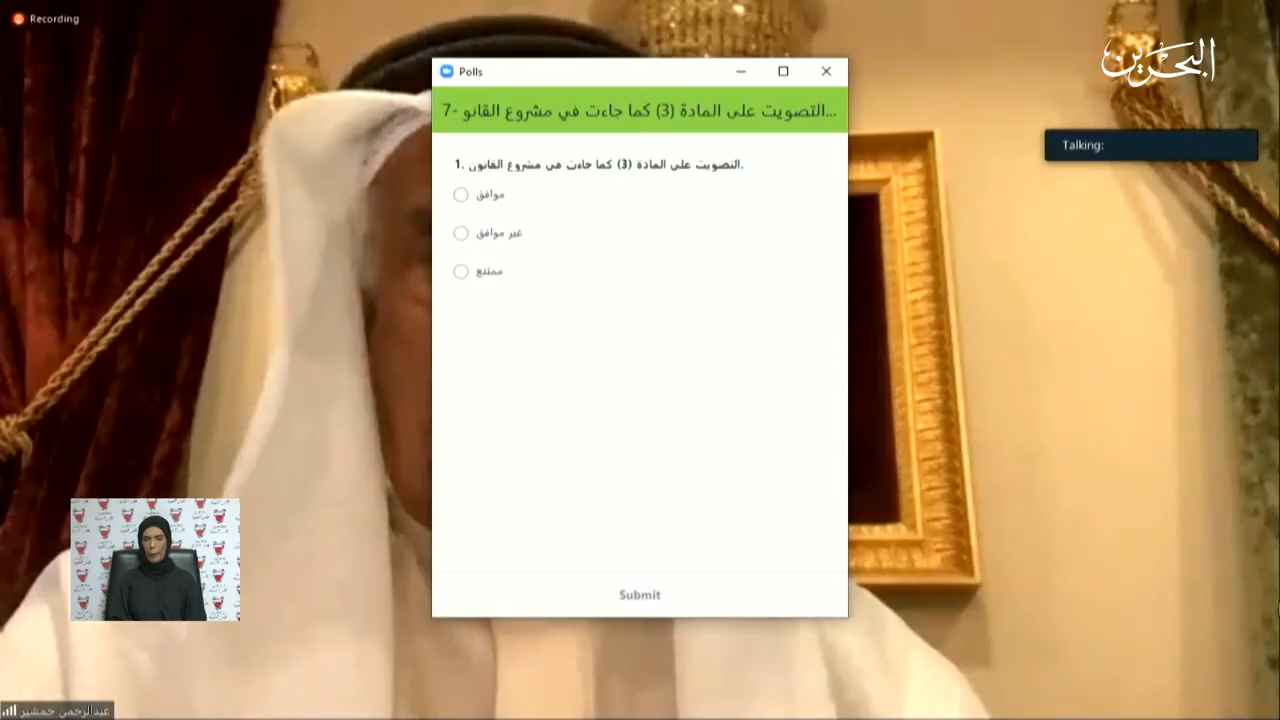 Recording
البحرين
Polls
7- التصويت على المادة (3) كما جاءت في مشروع القانو...
Talking:
1. التصويت على المادة (3) كما جاءت في مشروع القانون.
موافق
غير موافق
ممتنع
Submit
عبدالرحمن جمشير